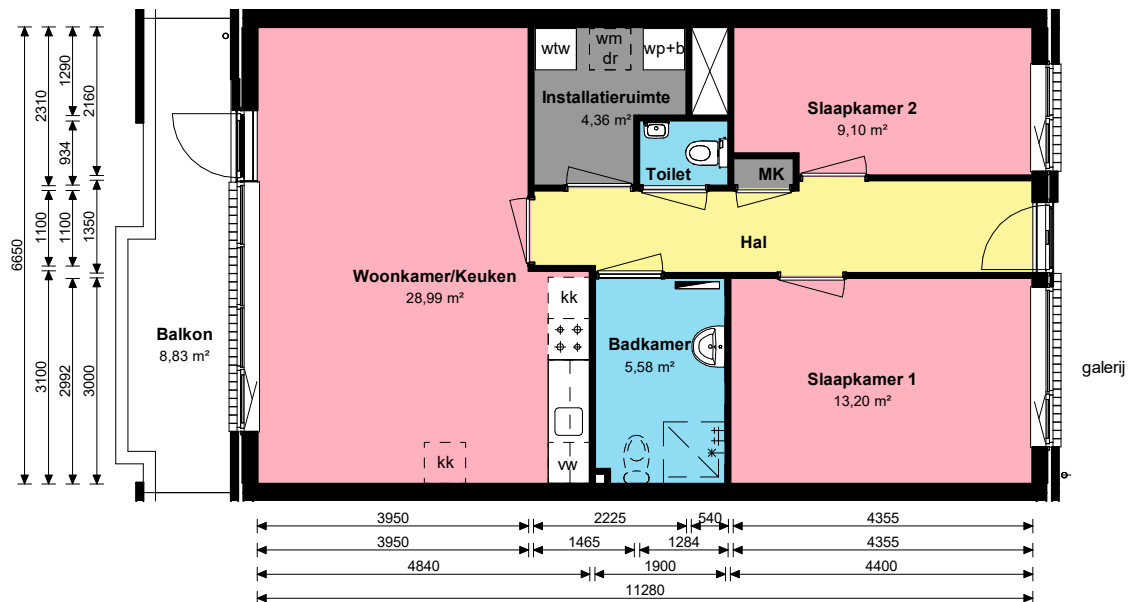 wtw
wm
dr
wp+b
Installatieruimte
4,36 m²
Slaapkamer 2
9,10 m²
Toilet
MK
Hal
Woonkamer/Keuken
28,99 m²
kk
Balkon
8,83 m²
Badkamer
5,58 m²
Slaapkamer 1
13,20 m²
galerij
kk
vw
6650
2310
1100
3100
1290
934
1100
2992
2160
1350
3000
3950
2225
540
4355
3950
1465
1284
4355
4840
1900
4400
11280